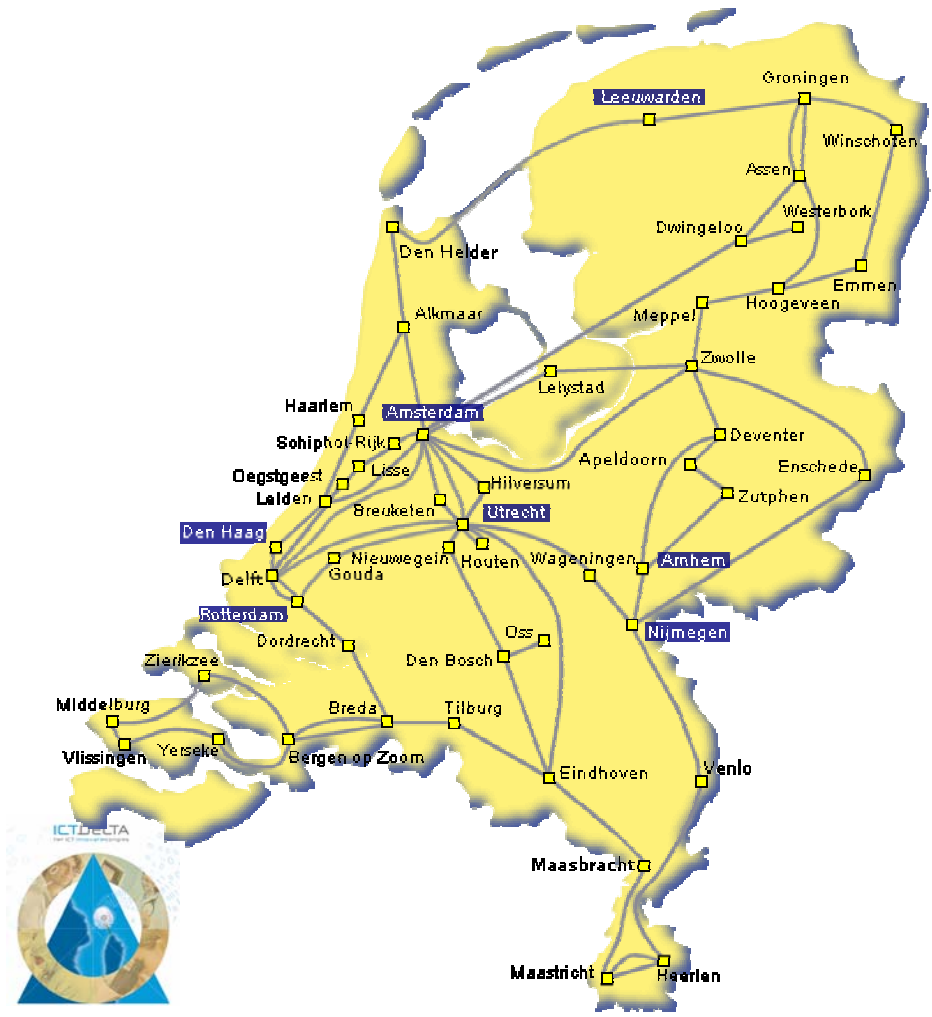 Groningen
Leeuwarden
Winschoten
Assen
Westerbork
Dwingeloo
Den Helder
Emmen
Hoogeveen
Meppel
Alkmaar
Zwolle
Lelystad
Haarlem
Amsterdam
Schiphol-Rijk
Deventer
Apeldoorn
Enschede
Lisse
Oegstgeest
Hilversum
Zutphen
Leiden
Breukelen
Utrecht
Den Haag
Nieuwegein
Houten
Wageningen
Arnhem
Gouda
Delft
Rotterdam
Nijmegen
Dordrecht
Oss
Den Bosch
Zierikzee
Middelburg
Breda
Tilburg
Vlissingen
Yerseke
Bergen op Zoom
Eindhoven
Venlo
ICTDELTA
Maasbracht
Maastricht
Heerlen